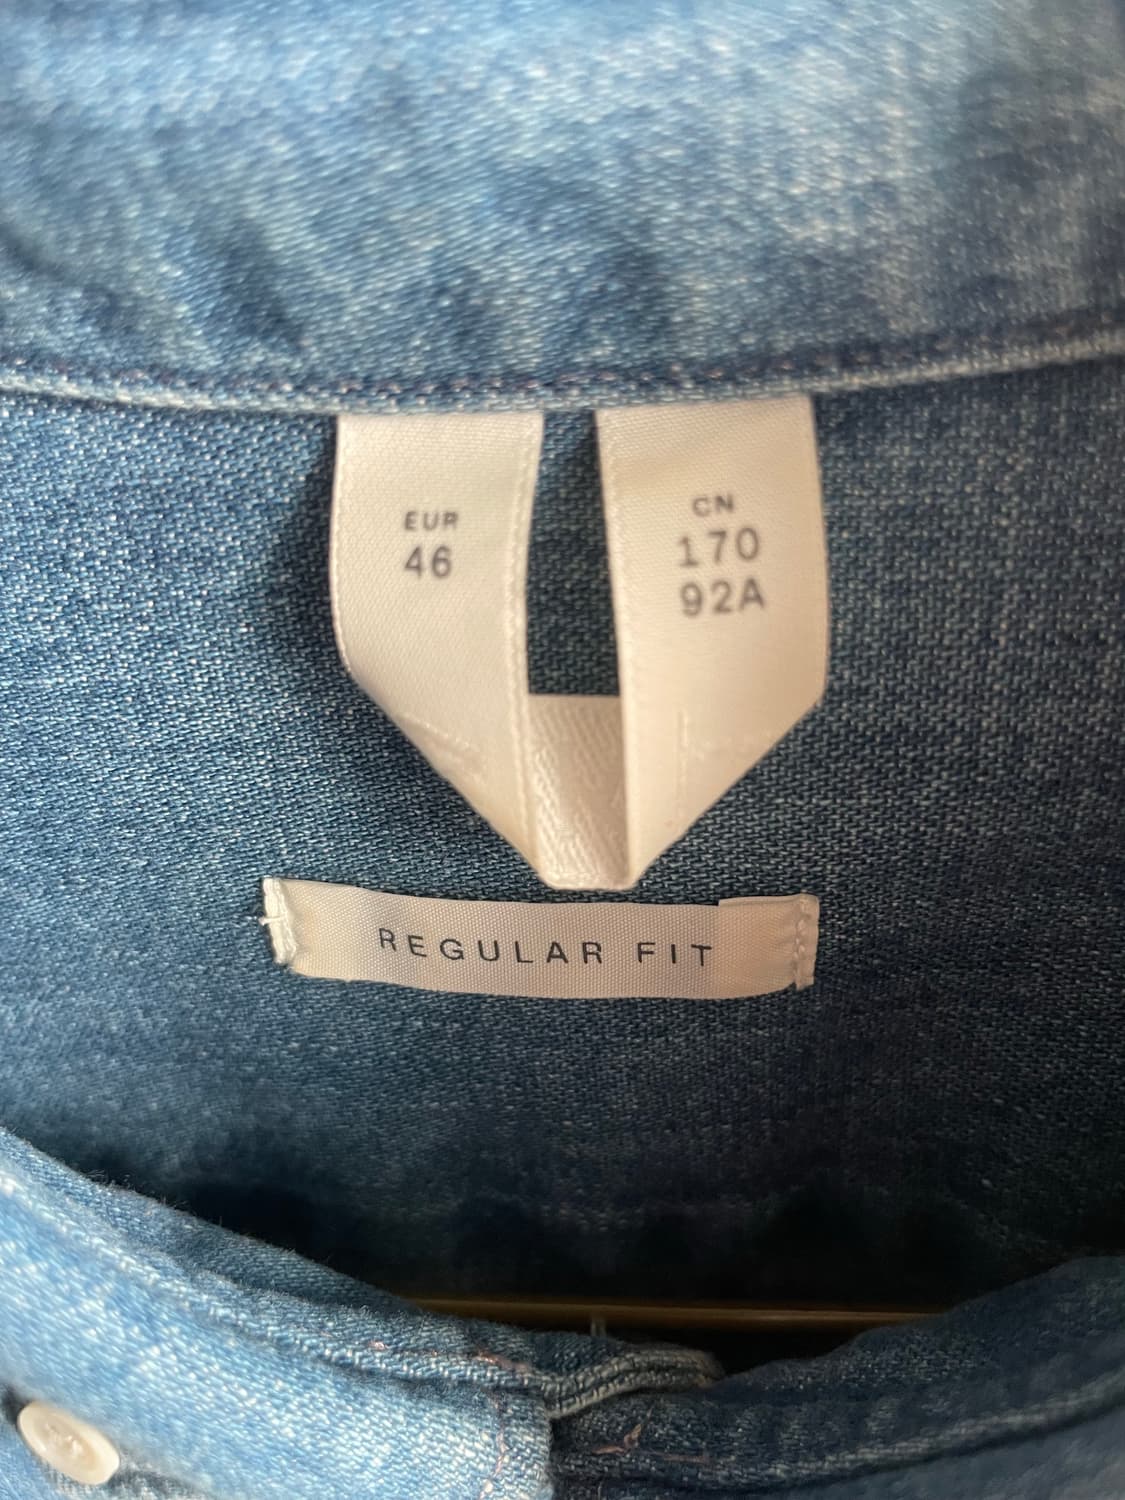 EUR
46
CN
170
92A
REGULAR FIT